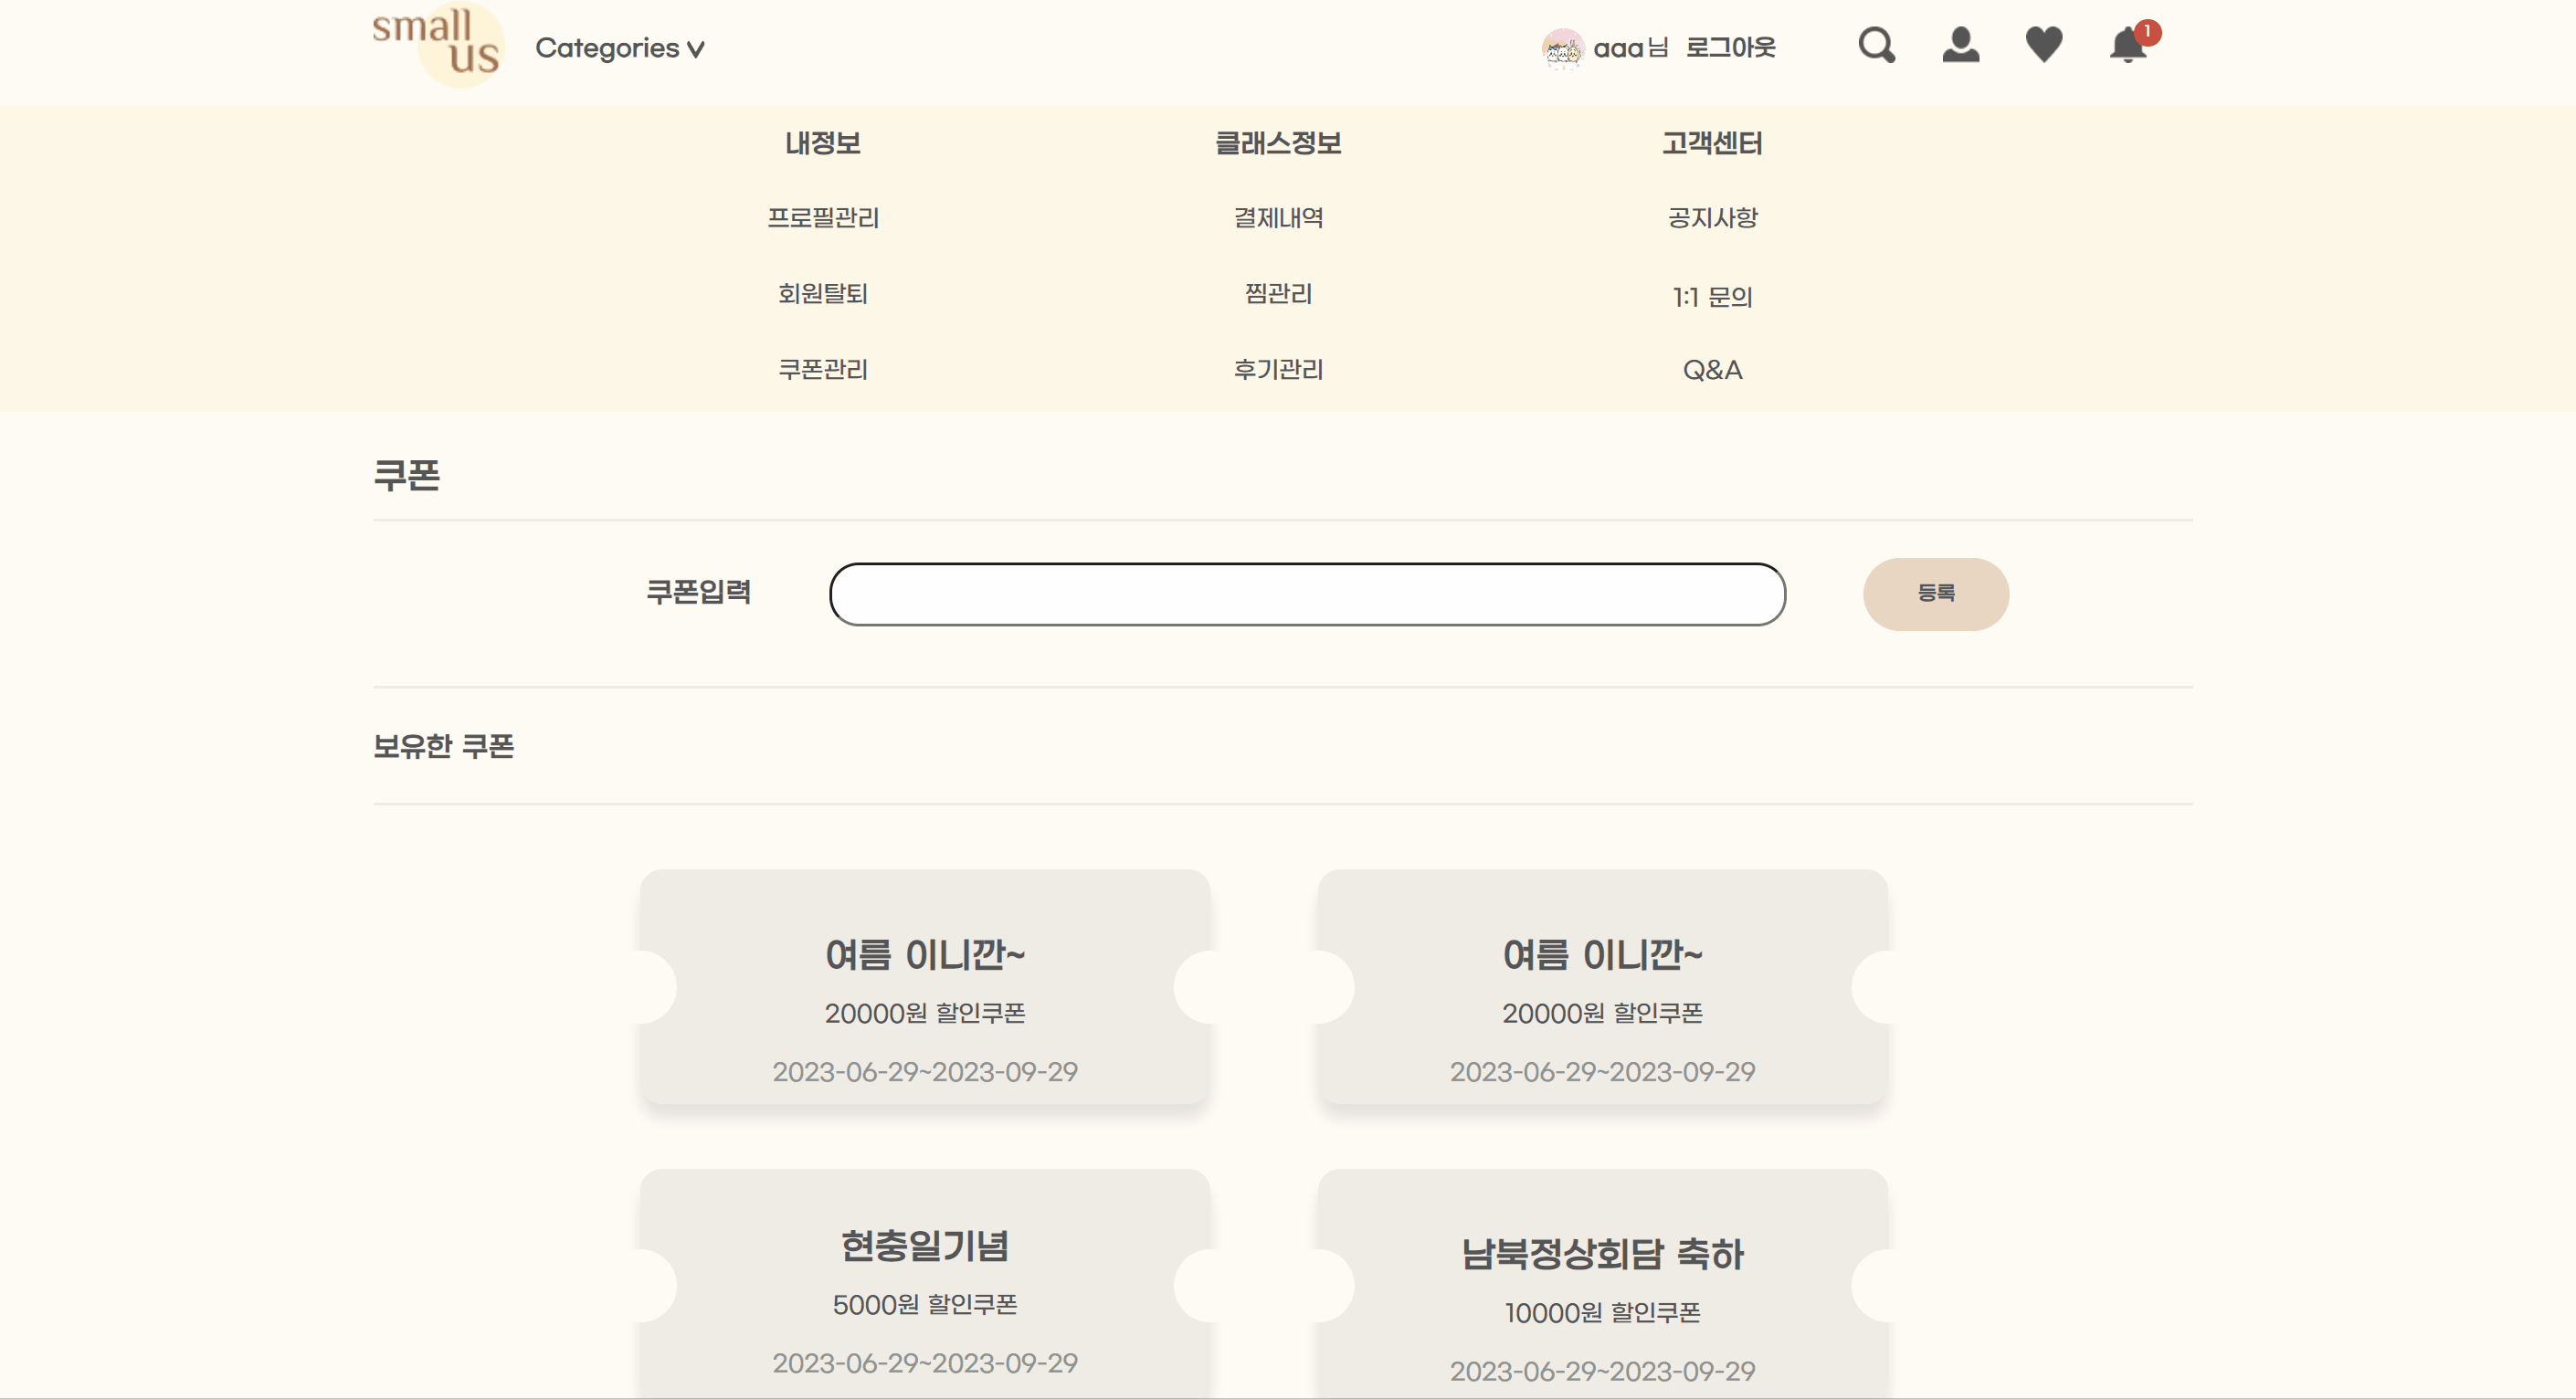 small
us
Categories
aaa님 로그아웃
1
내정보 클래스정보 고객센터
프로필관리 결제내역 공지사항
회원탈퇴 찜관리 1:1 문의
쿠폰관리 후기관리 Q&A
쿠폰
쿠폰입력 등록
보유한 쿠폰
여름 이니깐~
20000원 할인쿠폰
2023-06-29~2023-09-29
여름 이니깐~
20000원 할인쿠폰
2023-06-29~2023-09-29
현충일기념
5000원 할인쿠폰
2023-06-29~2023-09-29
남북정상회담 축하
10000원 할인쿠폰
2023-06-29~2023-09-29